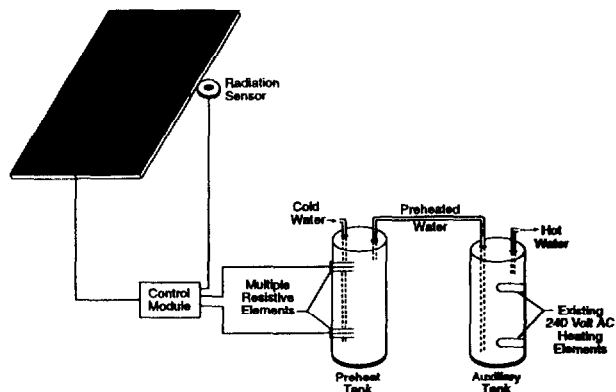 Radiation
Sensor
Cold
Water
Preheated
Water
Hot
Water
Control
Module
Multiple
Resistive
Elements
Existing
240 Volt AC
Heating
Elements
Preheat
Tank
Auxiliary
Tank